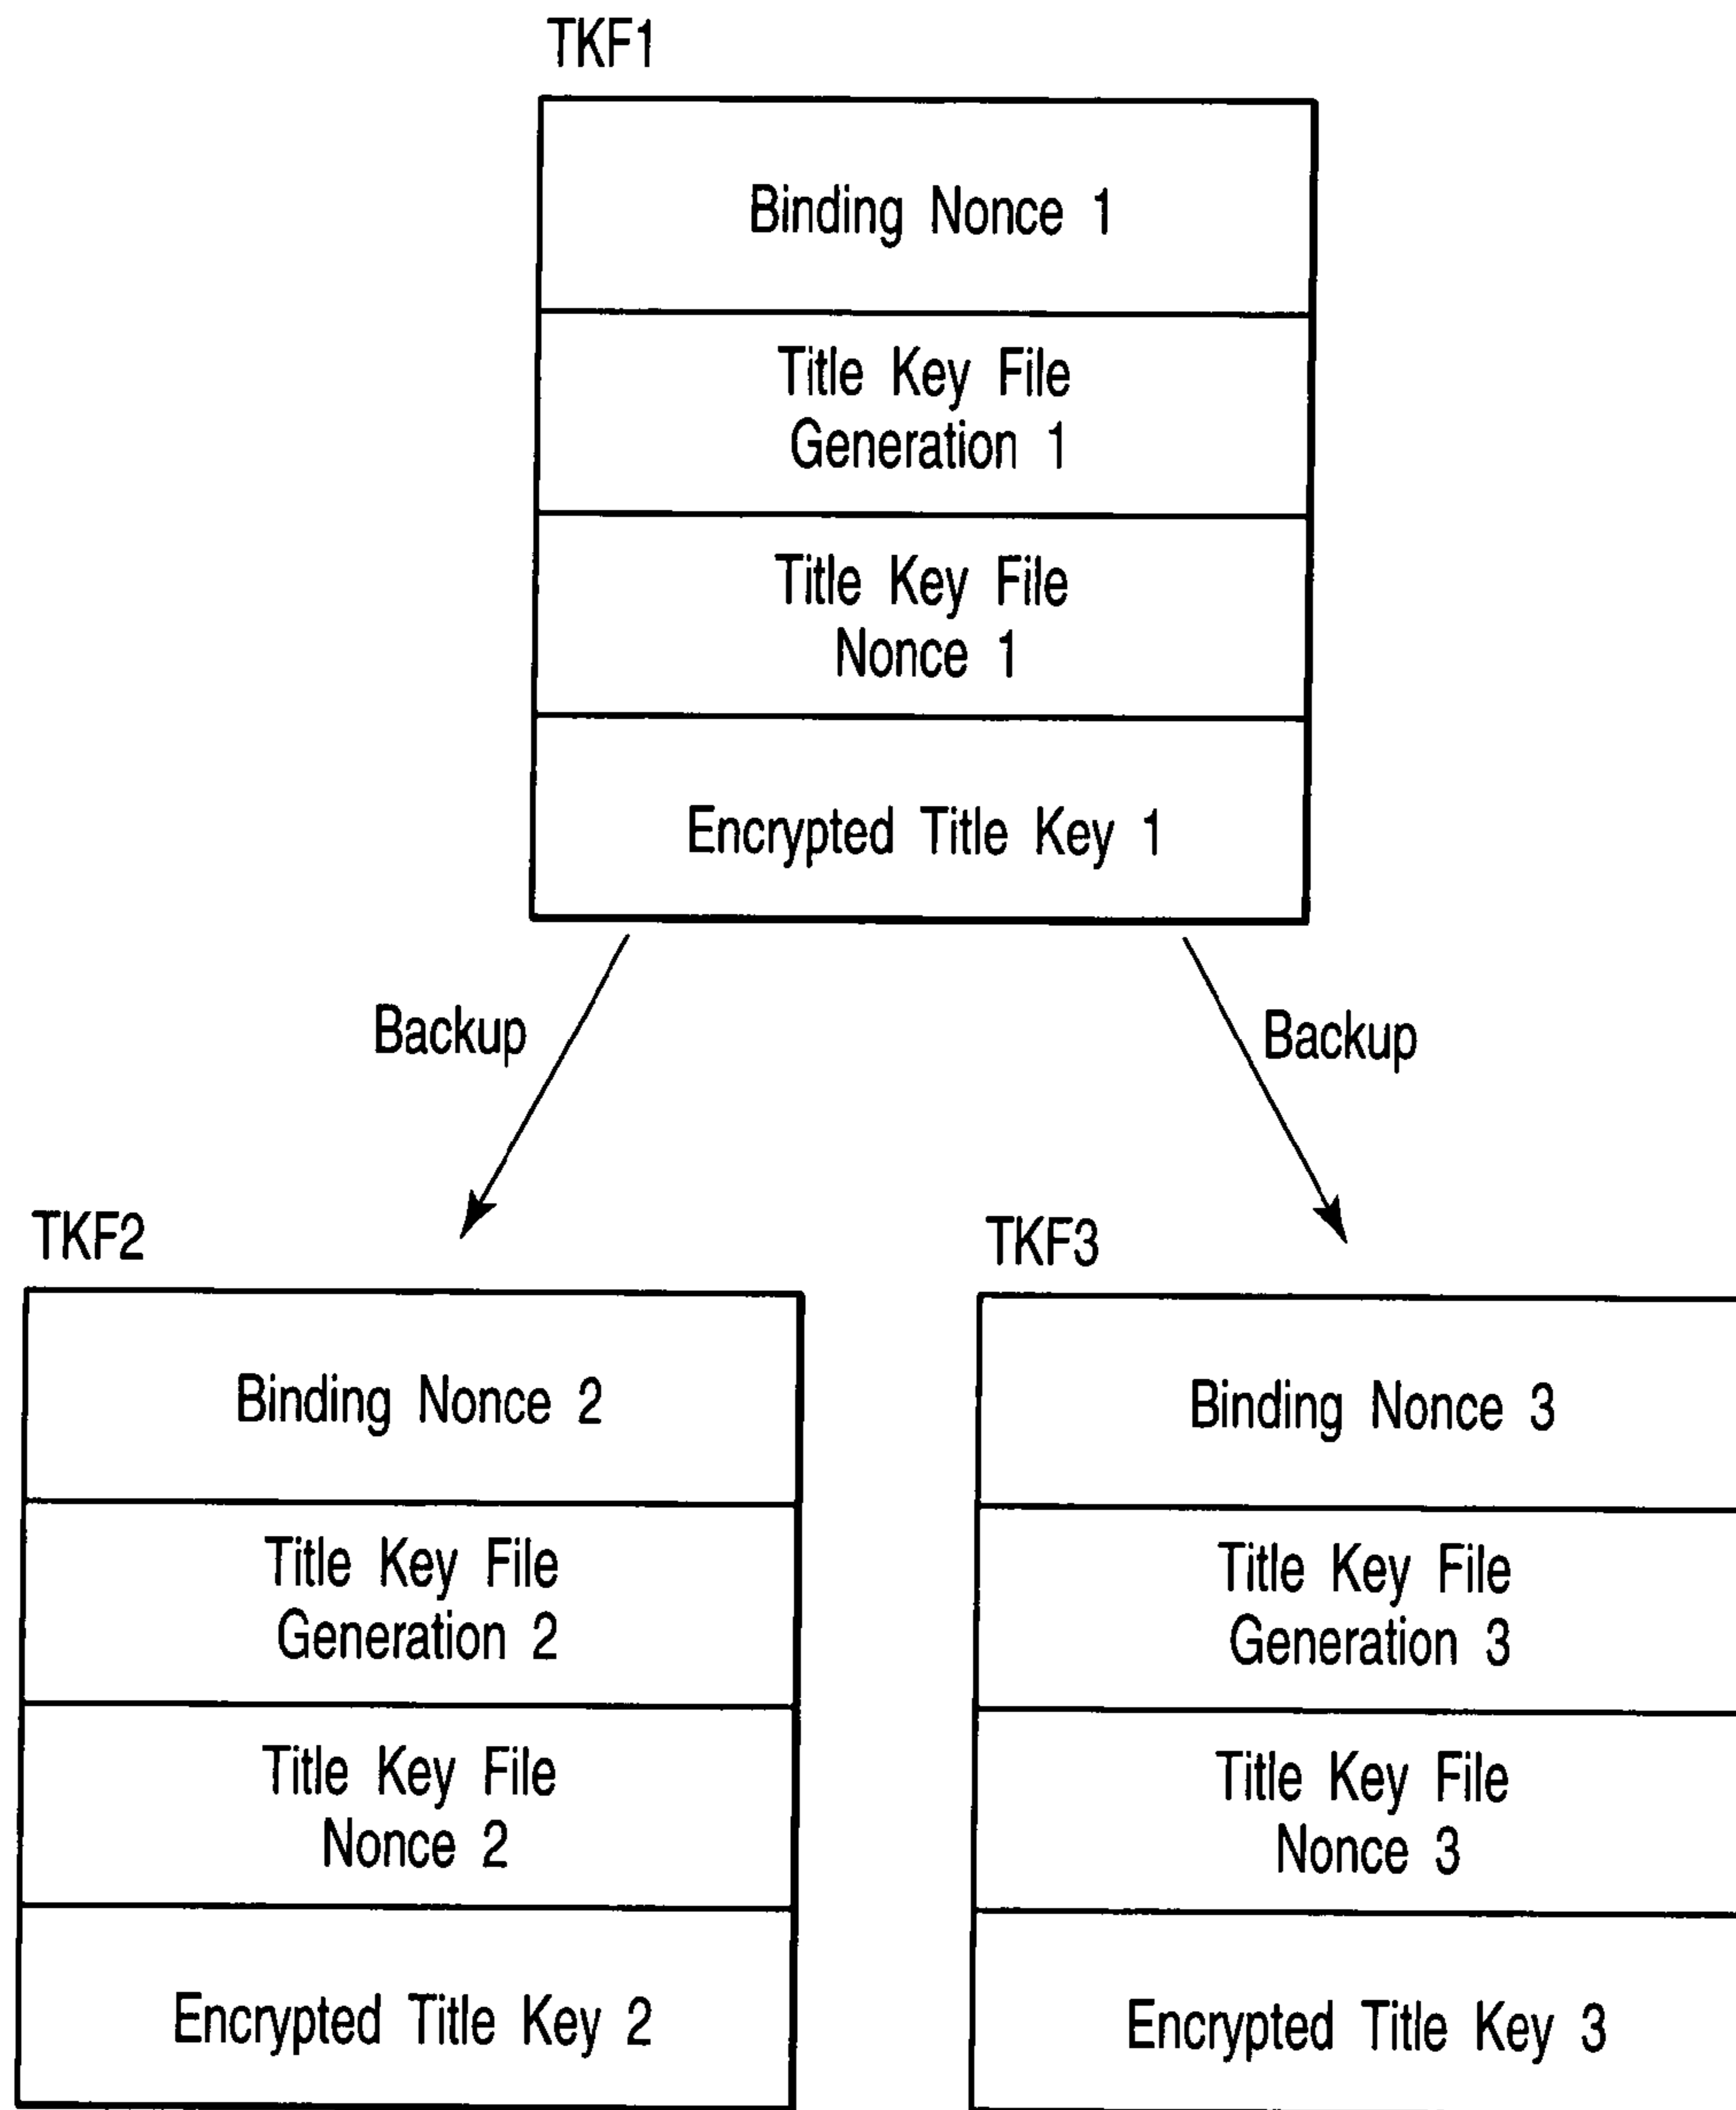 TKF1
Binding Nonce 1
Title Key File
Generation 1
Title Key File
Nonce 1
Encrypted Title Key 1
Backup
Backup
TKF2
Binding Nonce 2
Title Key File
Generation 2
Title Key File
Nonce 2
Encrypted Title Key 2
TKF3
Binding Nonce 3
Title Key File
Generation 3
Title Key File
Nonce 3
Encrypted Title Key 3